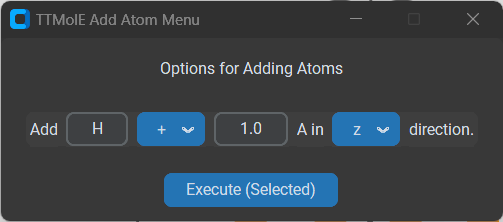 TTMolE Add Atom Menu
Options for Adding Atoms
Add H + 1.0 A in z direction.
Execute (Selected)